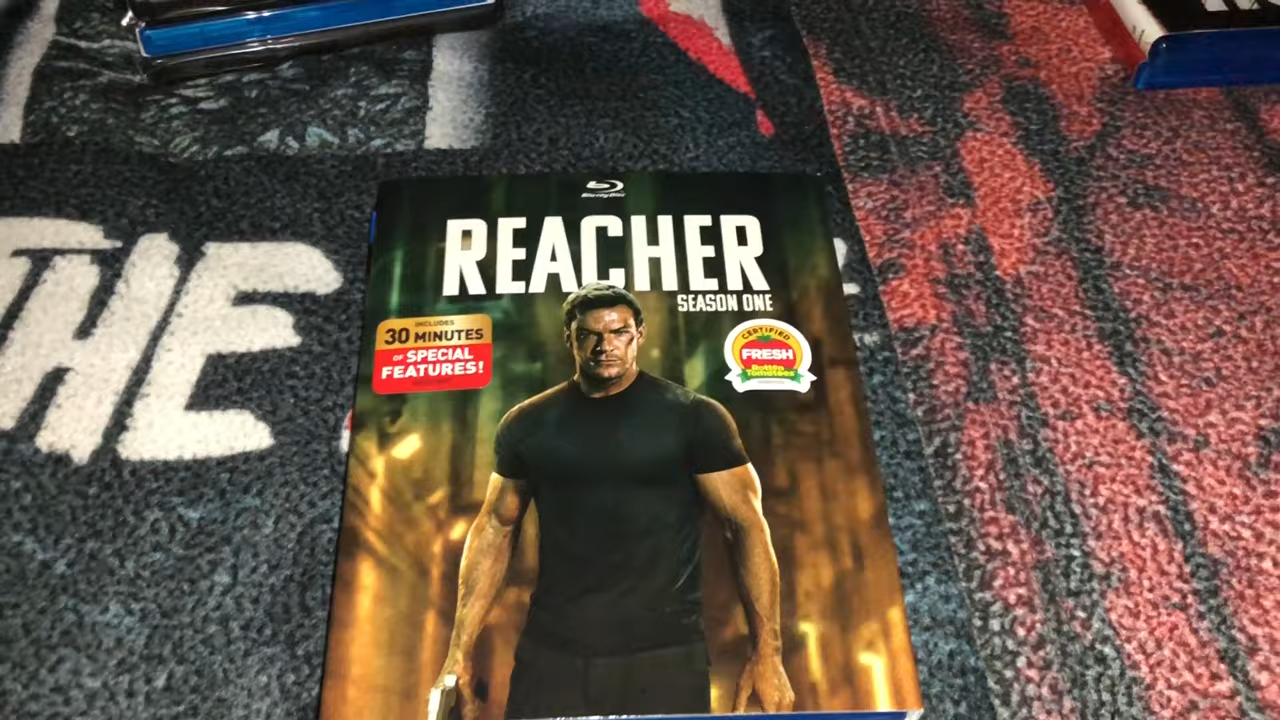 Blu-ray Disc
REACHER
SEASON ONE
INCLUDES
30 MINUTES
OF SPECIAL
FEATURES!
CERTIFIED
FRESH
Rotten
Tomatoes
THE